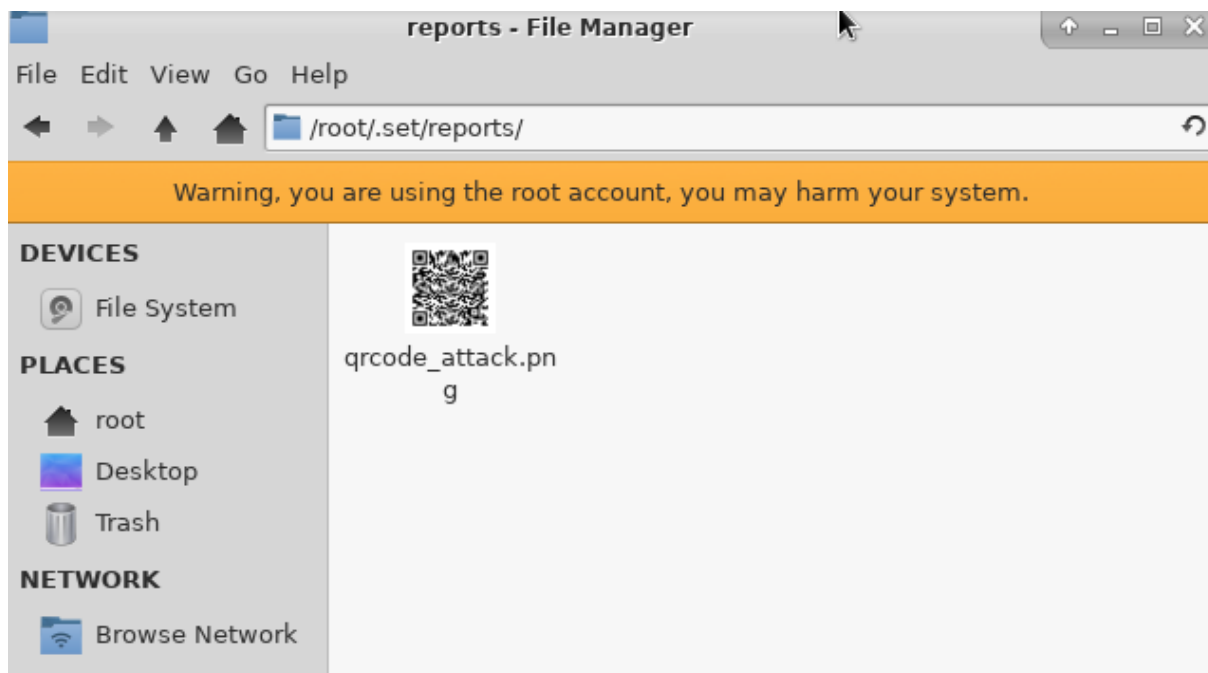 reports - File Manager
File Edit View Go Help
/root/.set/reports/
Warning, you are using the root account, you may harm your system.
DEVICES
File System
PLACES
root
Desktop
Trash
NETWORK
Browse Network
qrcode_attack.pn
g